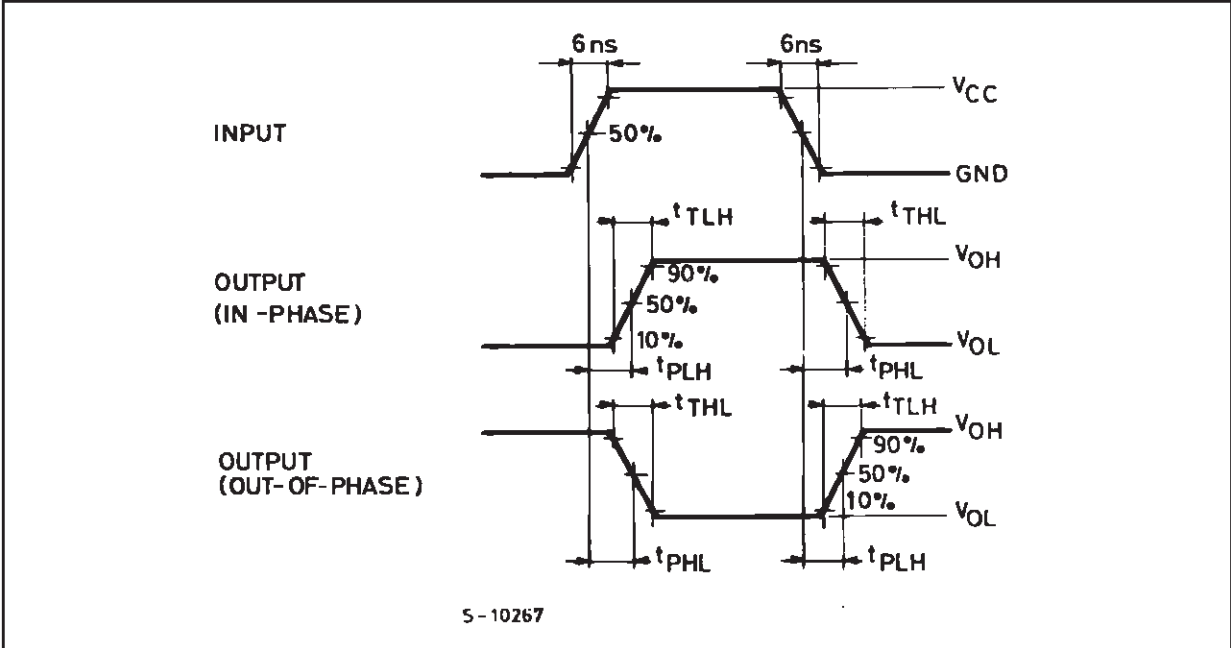 6ns 6ns
V_CC
INPUT 50%
GND
t_TLH t_THL
V_OH
90%
OUTPUT
50%
(IN-PHASE)
10%
V_OL
t_PLH t_PHL
t_THL t_TLH
V_OH
90%
OUTPUT
50%
(OUT-OF-PHASE)
10%
V_OL
t_PHL t_PLH
S-10267